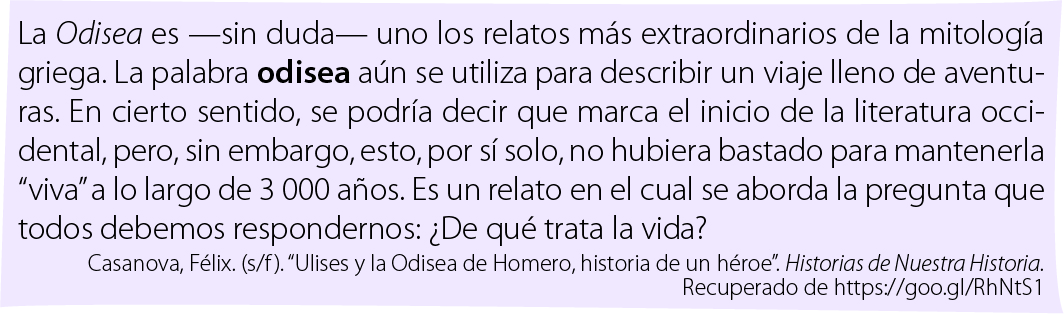 La Odisea es —sin duda— uno los relatos más extraordinarios de la mitología
griega. La palabra odisea aún se utiliza para describir un viaje lleno de aventu-
ras. En cierto sentido, se podría decir que marca el inicio de la literatura occi-
dental, pero, sin embargo, esto, por sí solo, no hubiera bastado para mantenerla
“viva” a lo largo de 3 000 años. Es un relato en el cual se aborda la pregunta que
todos debemos respondernos: ¿De qué trata la vida?
Casanova, Félix. (s/f). “Ulises y la Odisea de Homero, historia de un héroe”. Historias de Nuestra Historia.
Recuperado de https://goo.gl/RhNtS1